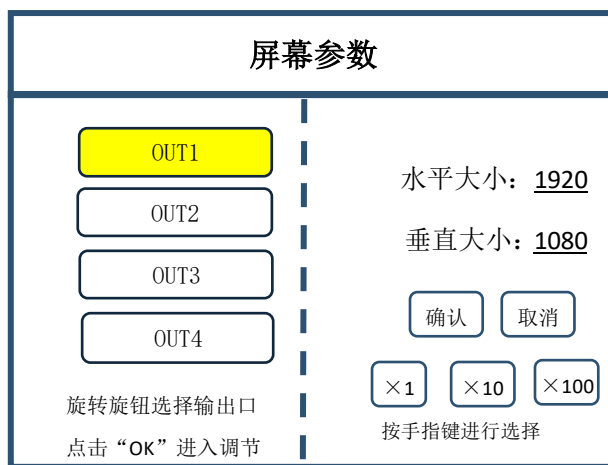 屏幕参数
OUT1
OUT2
OUT3
OUT4
旋转旋钮选择输出口
点击“OK”进入调节
水平大小：1920
垂直大小：1080
确认 取消
×1 ×10 ×100
按手指键进行选择